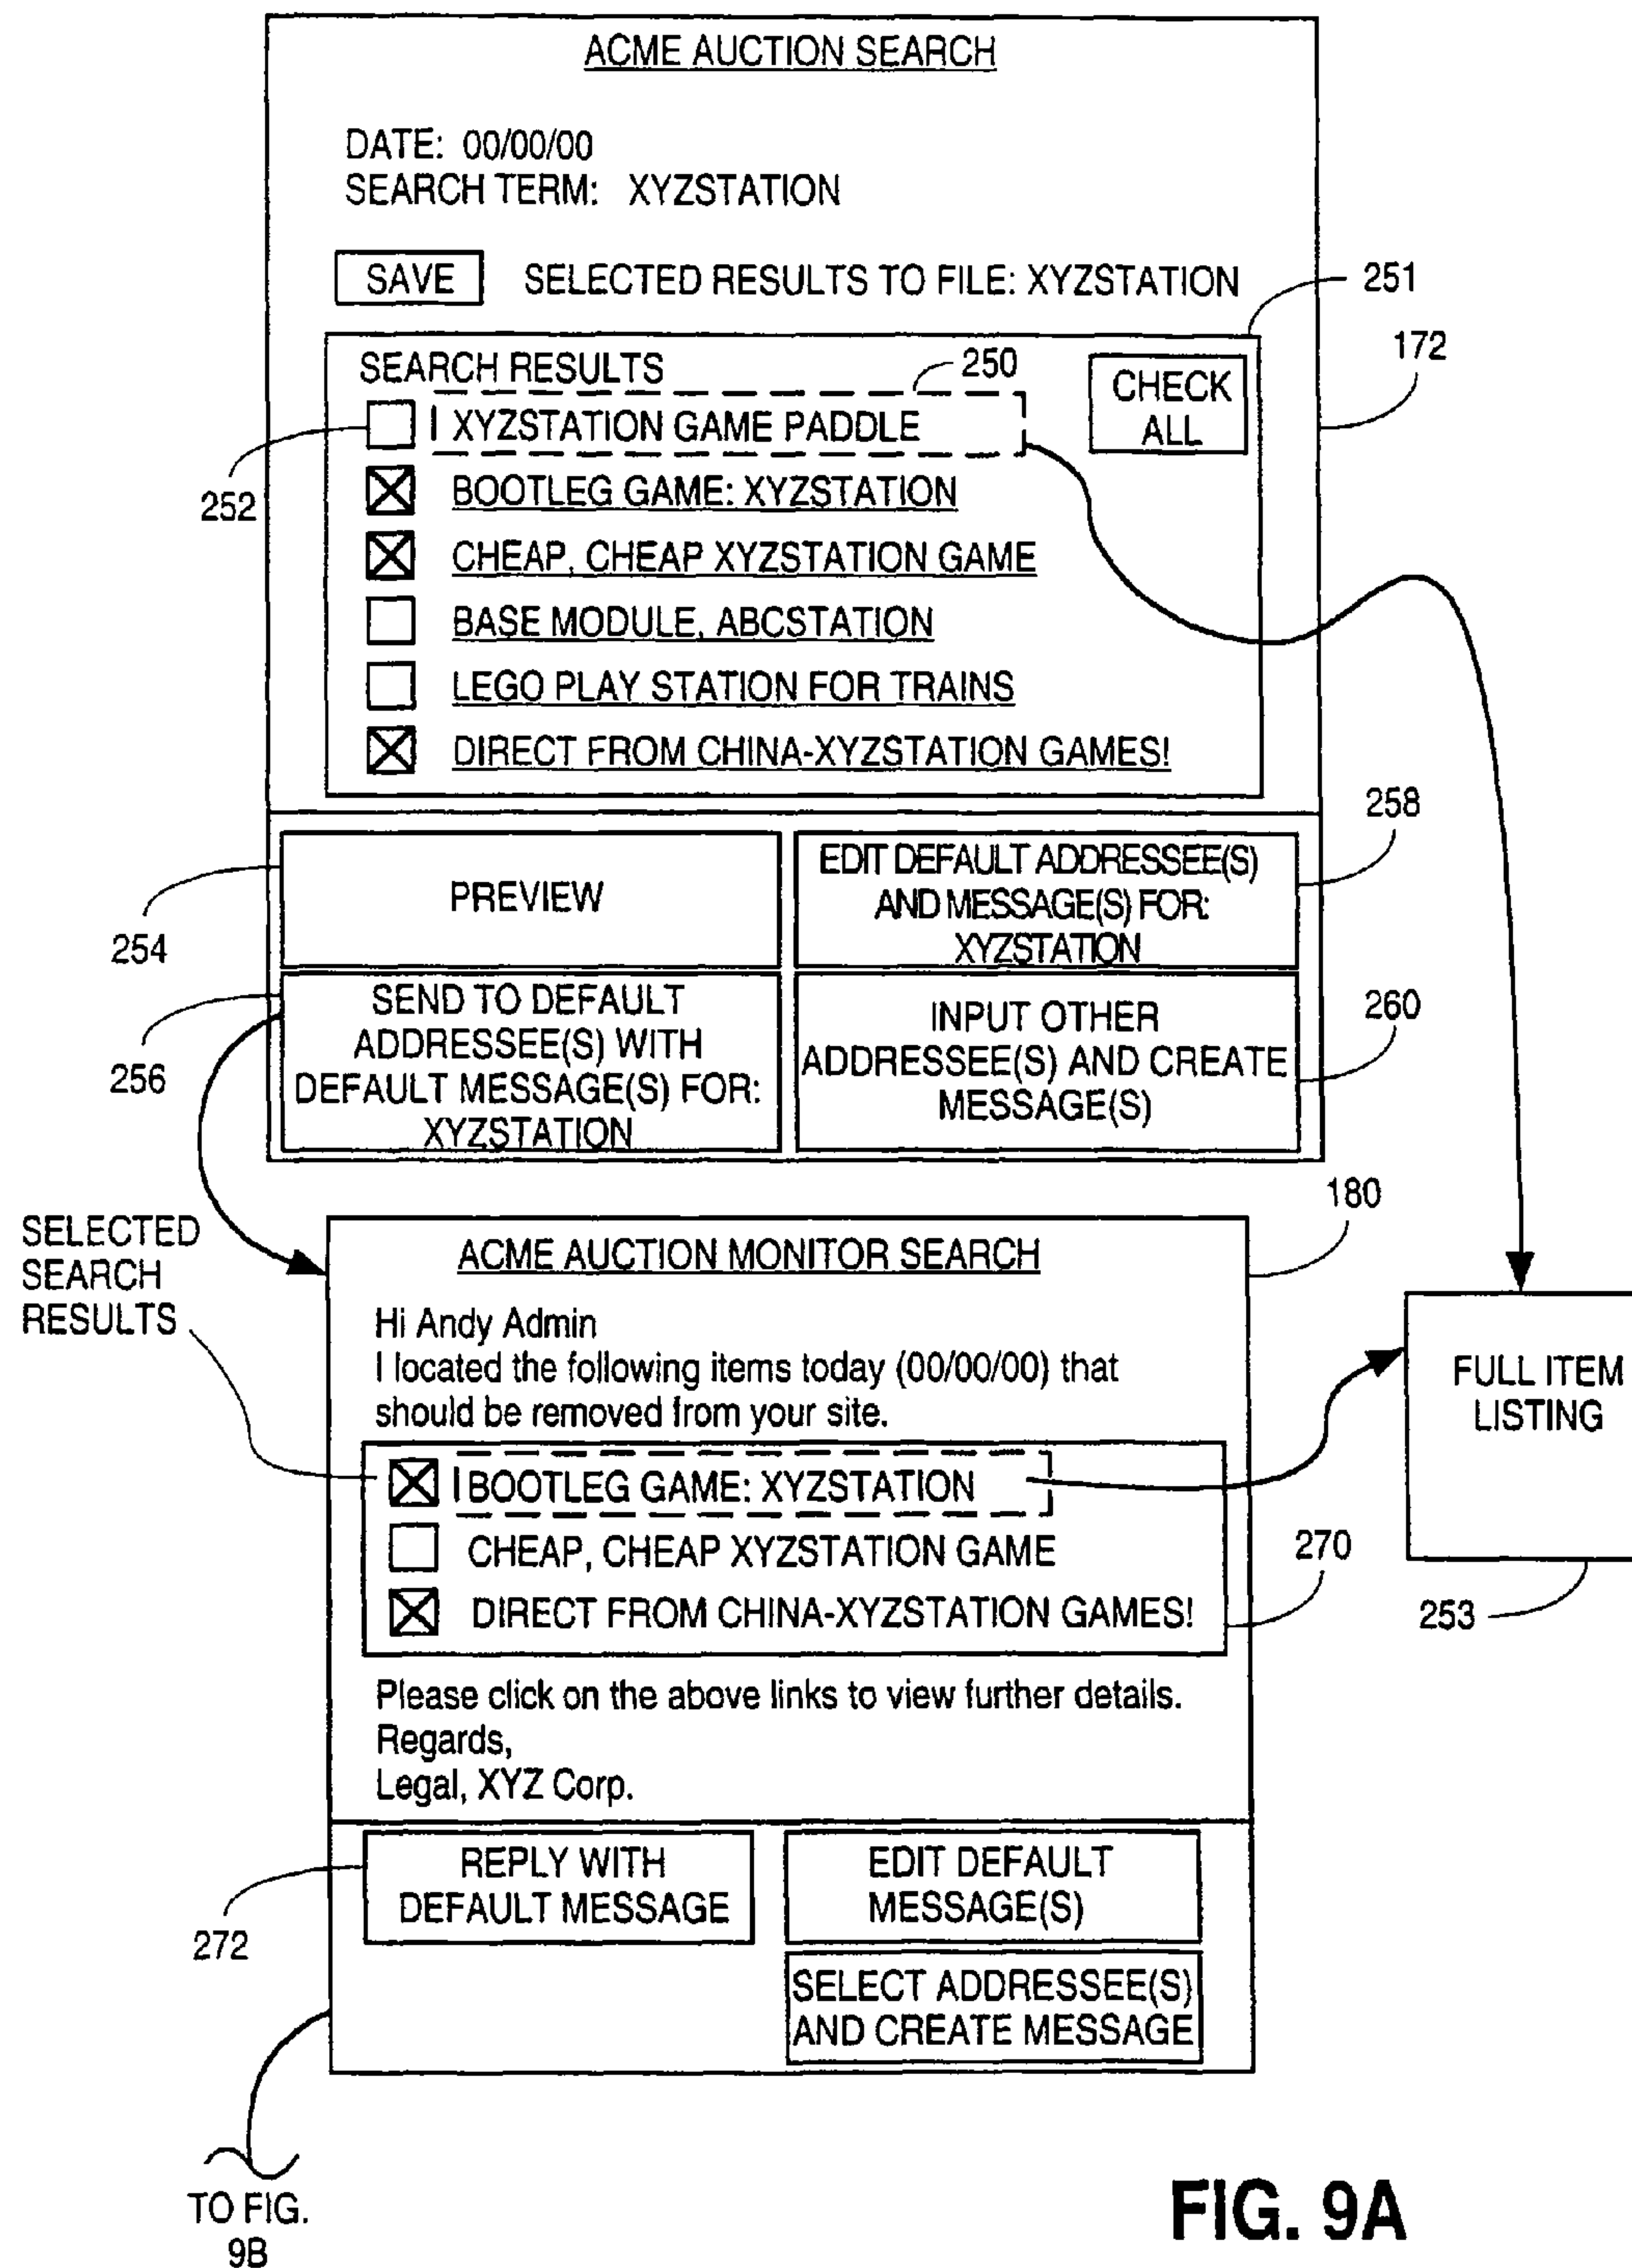 ACME AUCTION SEARCH
DATE: 00/00/00
SEARCH TERM: XYZSTATION
SAVE SELECTED RESULTS TO FILE: XYZSTATION
251
172
SEARCH RESULTS
250
CHECK
ALL
XYZSTATION GAME PADDLE
252
BOOTLEG GAME: XYZSTATION
CHEAP, CHEAP XYZSTATION GAME
BASE MODULE, ABCSTATION
LEGO PLAY STATION FOR TRAINS
DIRECT FROM CHINA-XYZSTATION GAMES!
258
254
PREVIEW
EDIT DEFAULT ADDRESSEE(S)
AND MESSAGE(S) FOR:
XYZSTATION
256
SEND TO DEFAULT
ADDRESSEE(S) WITH
DEFAULT MESSAGE(S) FOR:
XYZSTATION
260
INPUT OTHER
ADDRESSEE(S) AND CREATE
MESSAGE(S)
180
SELECTED
SEARCH
RESULTS
ACME AUCTION MONITOR SEARCH
Hi Andy Admin
I located the following items today (00/00/00) that
should be removed from your site.
FULL ITEM
LISTING
253
BOOTLEG GAME: XYZSTATION
CHEAP, CHEAP XYZSTATION GAME
270
DIRECT FROM CHINA-XYZSTATION GAMES!
Please click on the above links to view further details.
Regards,
Legal, XYZ Corp.
272
REPLY WITH
DEFAULT MESSAGE
EDIT DEFAULT
MESSAGE(S)
SELECT ADDRESSEE(S)
AND CREATE MESSAGE
TO FIG.
9B
FIG. 9A